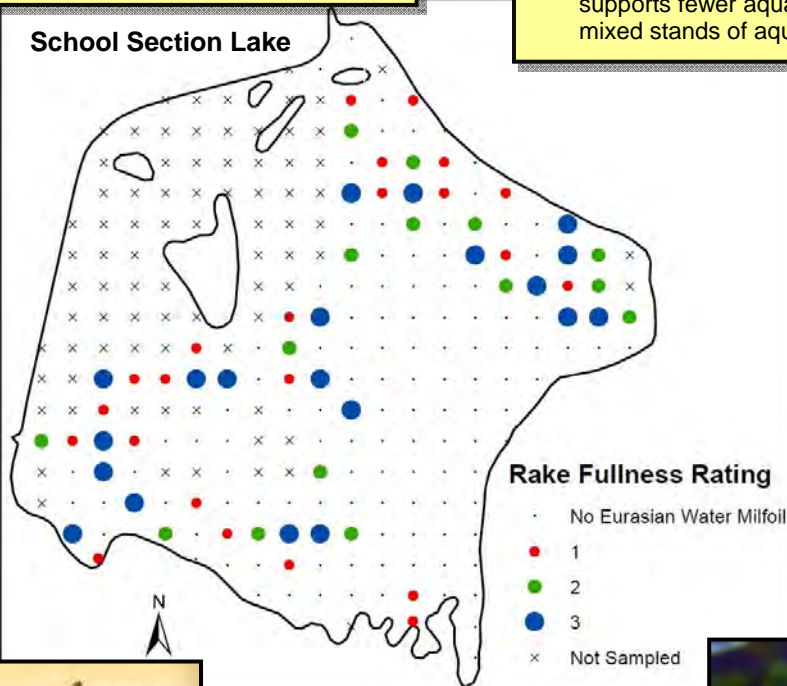 supports fewer aqua
mixed stands of aqu
School Section Lake
Rake Fullness Rating
No Eurasian Water Milfoil
1
2
3
Not Sampled
N